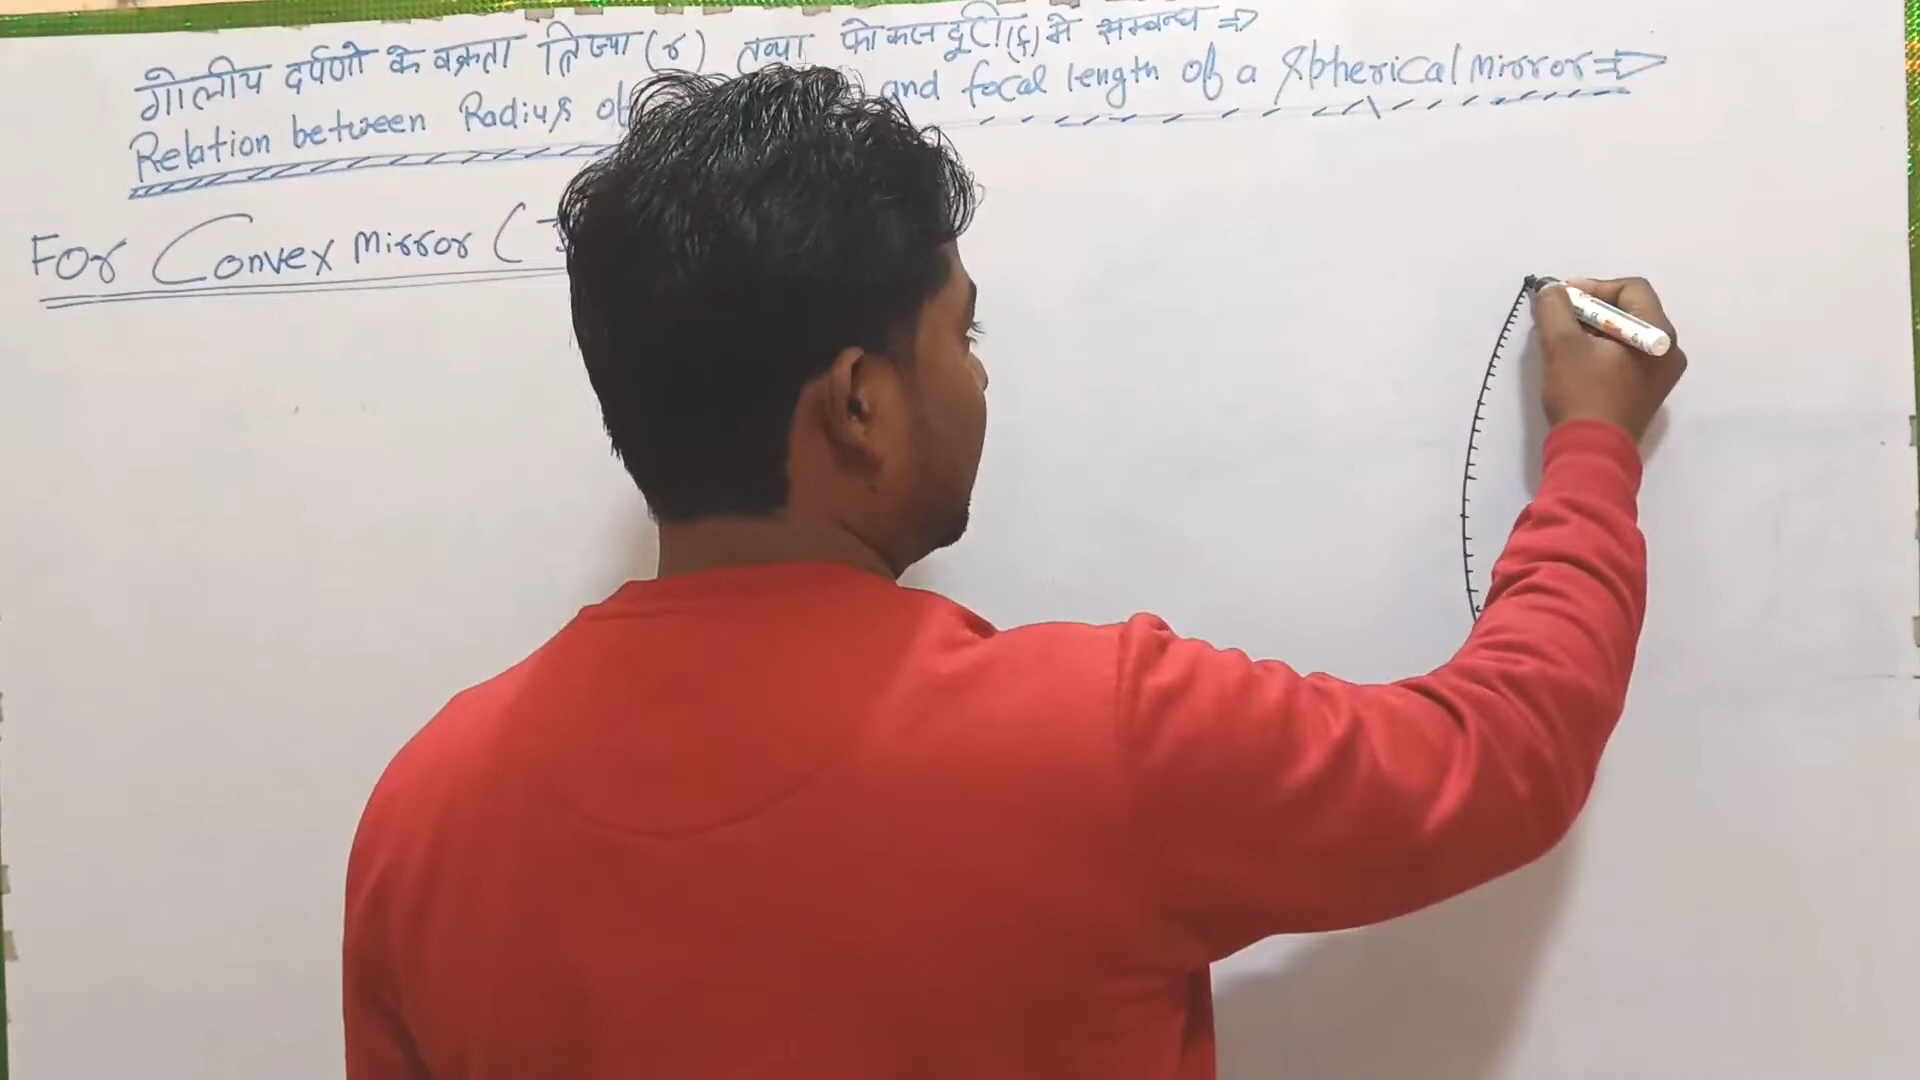 गोलीय दर्पणो के वक्रता त्रिज्या (r) तथा फोकस दूरी (f) मे सम्बन्ध ⇒
Relation between Radius of and focal length of a Spherical Mirror ⇒
For Convex Mirror (